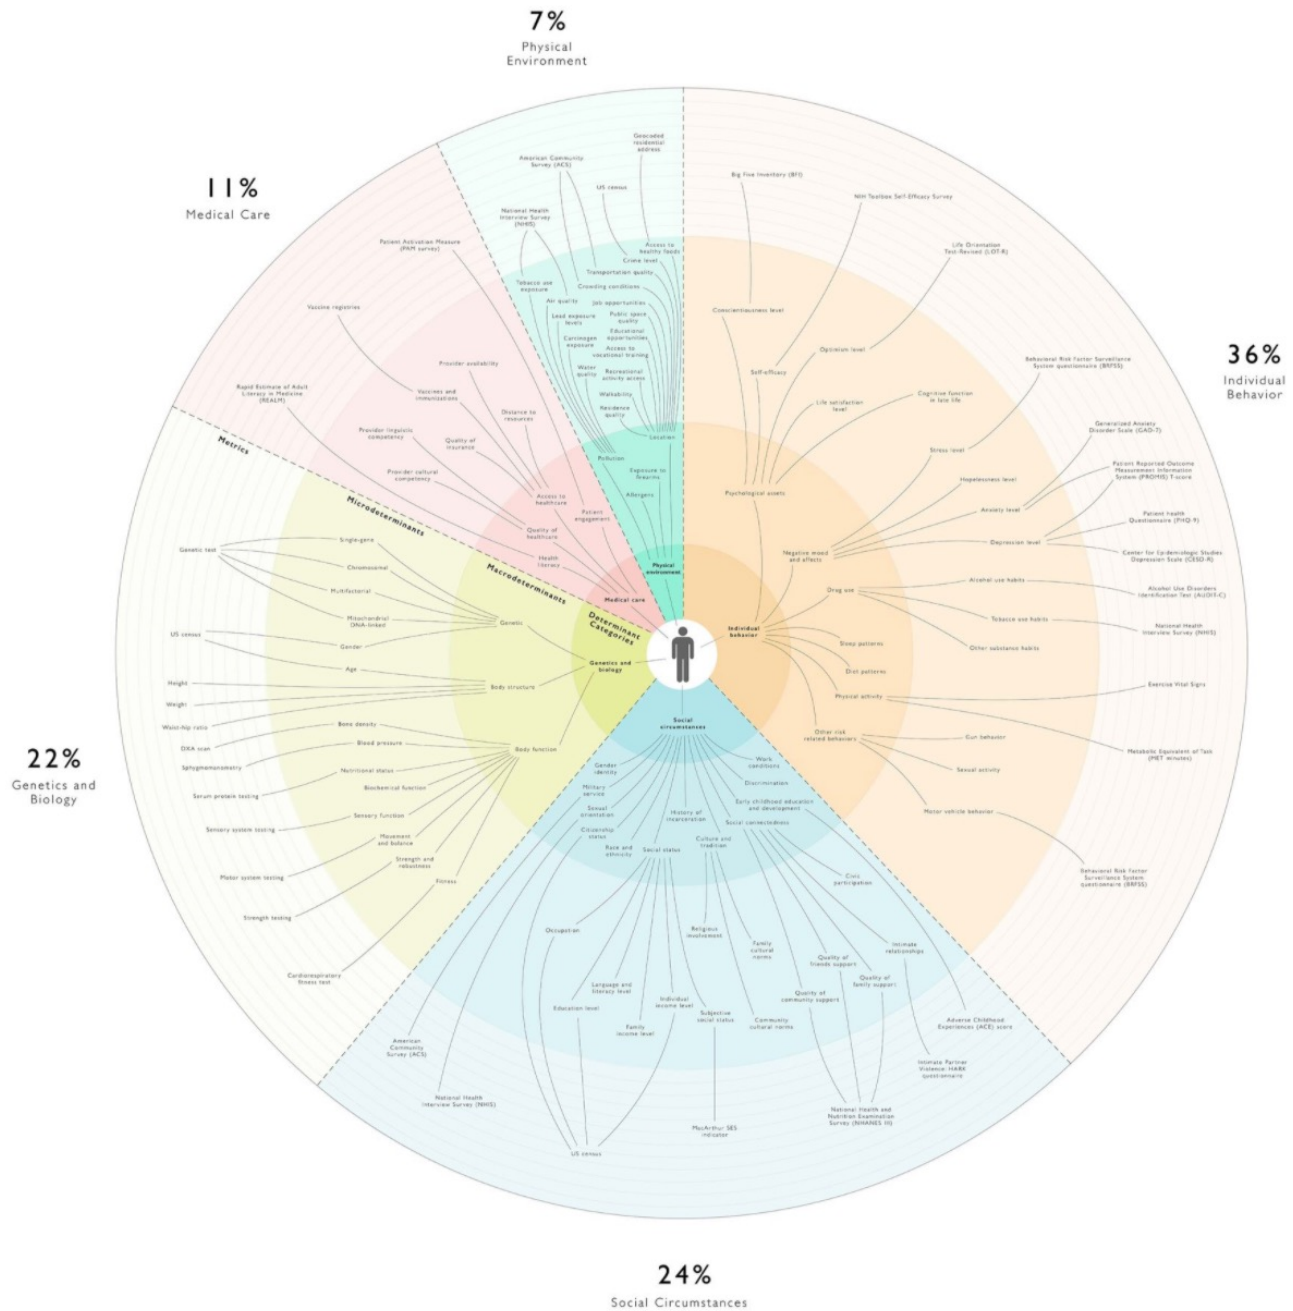 7%
Physical
Environment
11%
Medical Care
36%
Individual
Behavior
22%
Genetics and
Biology
24%
Social Circumstances
Metrics
Microdeterminants
Macrodeterminants
Determinant
Categories
Physical
environment
Geocoded
residential
address
American Community
Survey (ACS)
US census
National Health
Interview Survey
(NHIS)
Access to
healthy foods
Crime level
Transportation quality
Tobacco use
exposure
Crowding conditions
Air quality
Job opportunities
Lead exposure
levels
Public space
quality
Educational
opportunities
Carcinogen
exposure
Access to
vocational training
Water
quality
Recreational
activity access
Walkability
Residence
quality
Location
Pollution
Exposure to
firearms
Allergens
Medical care
Patient Activation Measure
(PAM survey)
Vaccine registries
Rapid Estimate of Adult
Literacy in Medicine
(REALM)
Provider availability
Vaccines and
immunizations
Distance to
resources
Provider linguistic
competency
Quality of
insurance
Provider cultural
competency
Access to
healthcare
Patient
engagement
Quality of
healthcare
Health
literacy
Individual
behavior
Big Five Inventory (BFI)
NIH Toolbox Self-Efficacy Survey
Life Orientation
Test-Revised (LOT-R)
Conscientiousness level
Optimism level
Self-efficacy
Life satisfaction
level
Cognitive function
in late life
Psychological assets
Behavioral Risk Factor Surveillance
System questionnaire (BRFSS)
Stress level
Generalized Anxiety
Disorder Scale (GAD-7)
Hopelessness level
Patient Reported Outcome
Measurement Information
System (PROMIS) T-score
Anxiety level
Patient health
Questionnaire (PHQ-9)
Depression level
Center for Epidemiologic Studies
Depression Scale (CESD-R)
Negative mood
and affects
Drug use
Alcohol use habits
Alcohol Use Disorders
Identification Test (AUDIT-C)
Tobacco use habits
National Health
Interview Survey (NHIS)
Other substance habits
Sleep patterns
Diet patterns
Physical activity
Exercise Vital Signs
Metabolic Equivalent of Task
(MET minutes)
Other risk
related behaviors
Gun behavior
Sexual activity
Motor vehicle behavior
Behavioral Risk Factor
Surveillance System
questionnaire (BRFSS)
Genetics and
biology
Genetic test
Single-gene
Chromosomal
Multifactorial
Mitochondrial
DNA-linked
Genetic
US census
Gender
Age
Height
Weight
Body structure
Waist-hip ratio
Bone density
DXA scan
Blood pressure
Body function
Sphygmomanometry
Nutritional status
Biochemical function
Serum protein testing
Sensory function
Sensory system testing
Movement
and balance
Strength and
robustness
Motor system testing
Fitness
Strength testing
Cardiorespiratory
fitness test
Social
circumstances
Gender
identity
Work
conditions
Military
service
Discrimination
Sexual
orientation
Early childhood education
and development
History of
incarceration
Social connectedness
Citizenship
status
Culture and
tradition
Race and
ethnicity
Social status
Civic
participation
Occupation
Religious
involvement
Family
cultural
norms
Intimate
relationships
Quality of
friends support
Quality of
family support
Language and
literacy level
Quality of
community support
Education level
Individual
income level
Subjective
social status
Family
income level
Community
cultural norms
Adverse Childhood
Experiences (ACE) score
American
Community
Survey (ACS)
Intimate Partner
Violence: HARK
questionnaire
National Health
Interview Survey (NHIS)
National Health and
Nutrition Examination
Survey (NHANES III)
MacArthur SES
indicator
US census